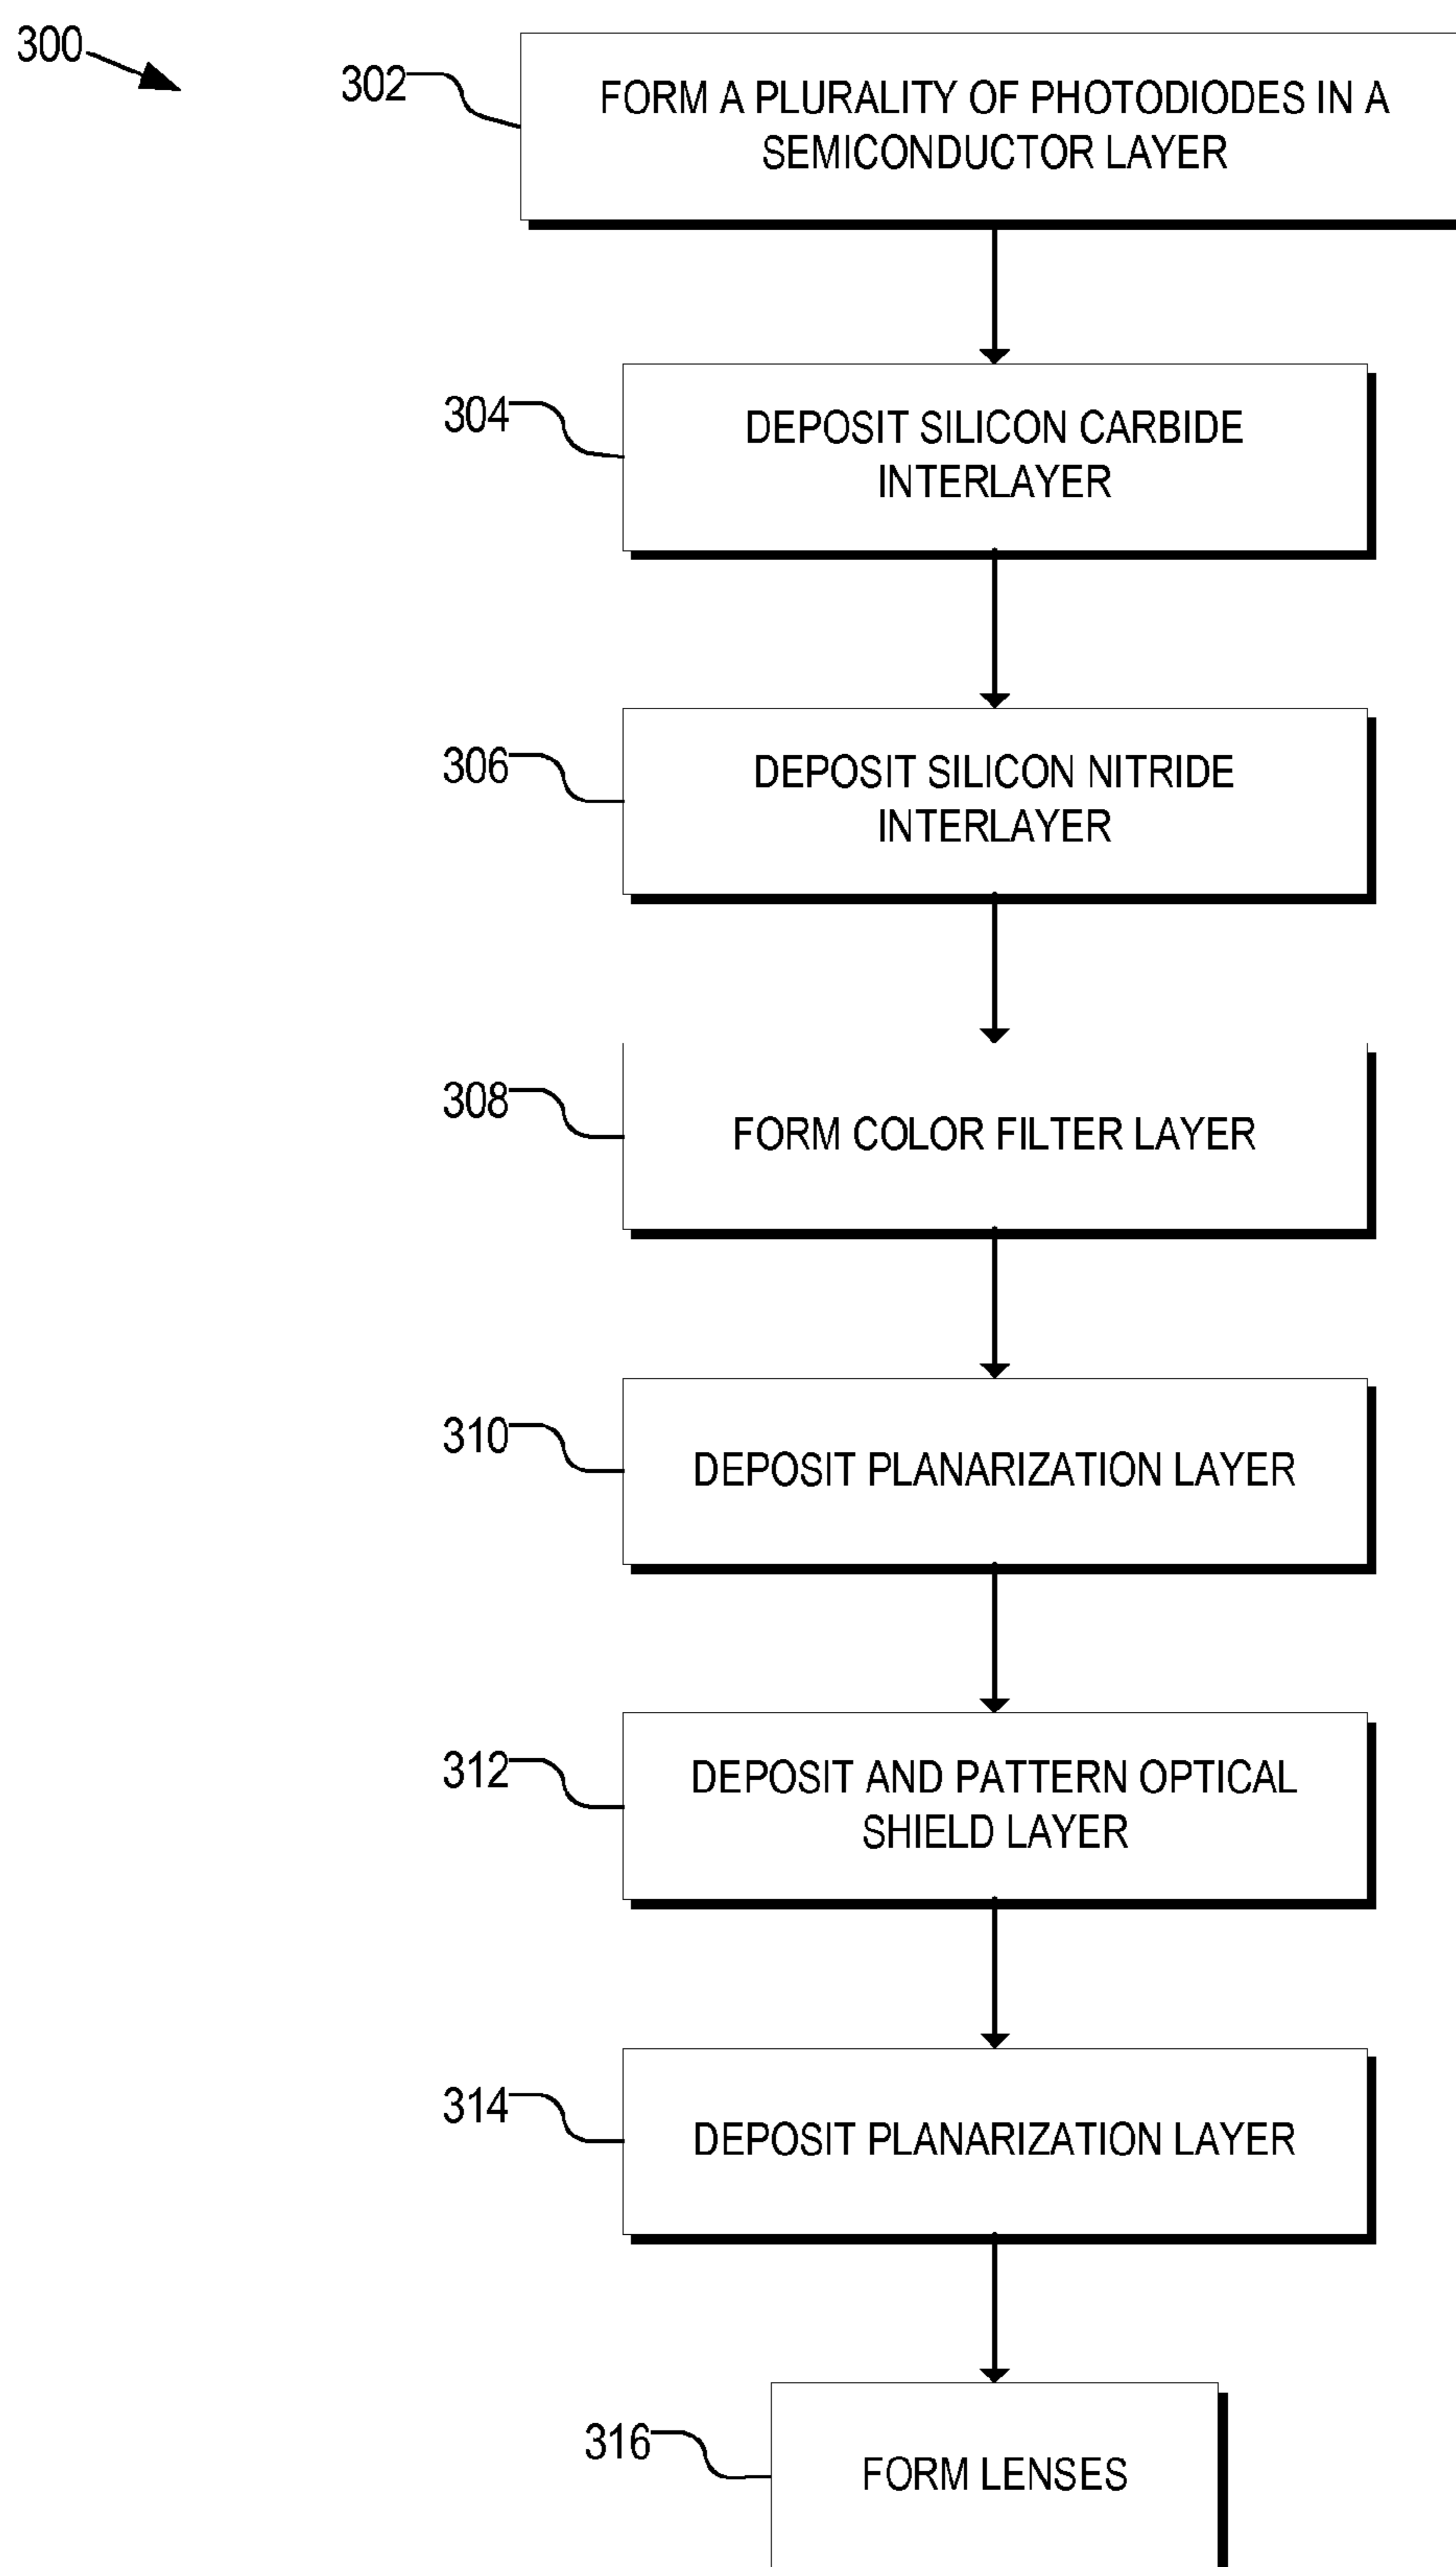 300
302
FORM A PLURALITY OF PHOTODIODES IN A
SEMICONDUCTOR LAYER
304
DEPOSIT SILICON CARBIDE
INTERLAYER
306
DEPOSIT SILICON NITRIDE
INTERLAYER
308
FORM COLOR FILTER LAYER
310
DEPOSIT PLANARIZATION LAYER
312
DEPOSIT AND PATTERN OPTICAL
SHIELD LAYER
314
DEPOSIT PLANARIZATION LAYER
316
FORM LENSES